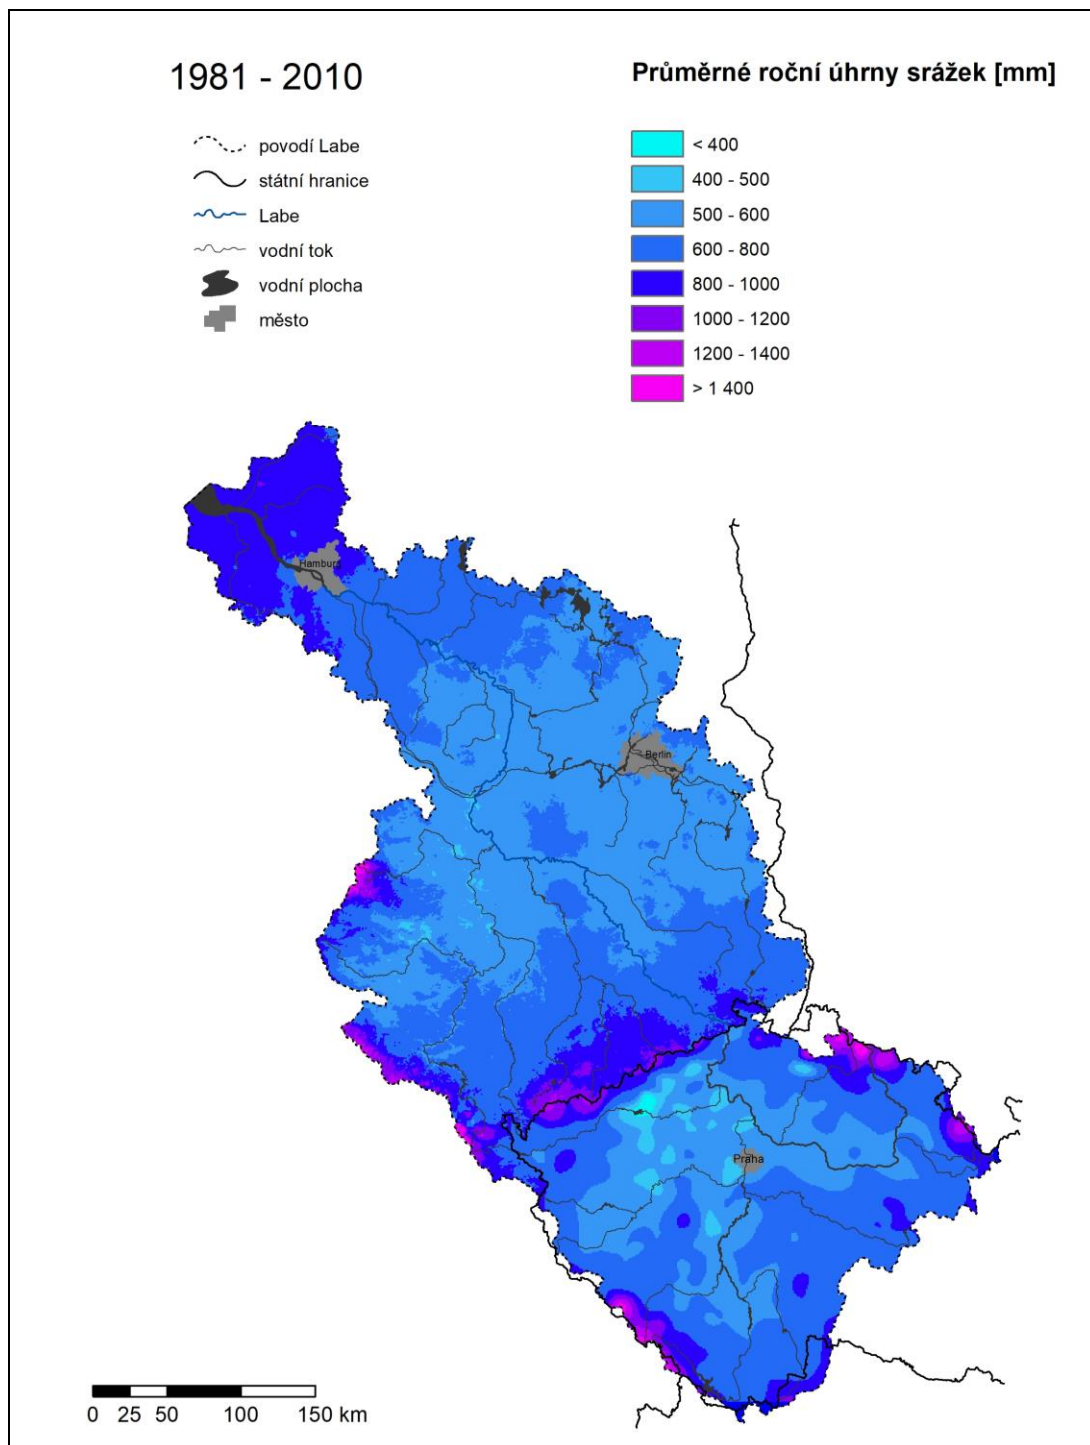 1981 - 2010
povodí Labe
státní hranice
Labe
vodní tok
vodní plocha
město
Průměrné roční úhrny srážek [mm]
< 400
400 - 500
500 - 600
600 - 800
800 - 1000
1000 - 1200
1200 - 1400
> 1 400
Hamburg
Berlin
Praha
0 25 50 100 150 km